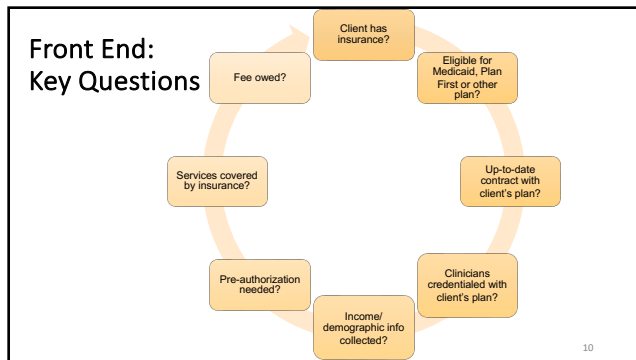 Front End:
Key Questions
Client has
insurance?
Eligible for
Medicaid, Plan
First or other
plan?
Up-to-date
contract with
client's plan?
Clinicians
credentialed with
client's plan?
Income/
demographic info
collected?
Pre-authorization
needed?
Services covered
by insurance?
Fee owed?
10